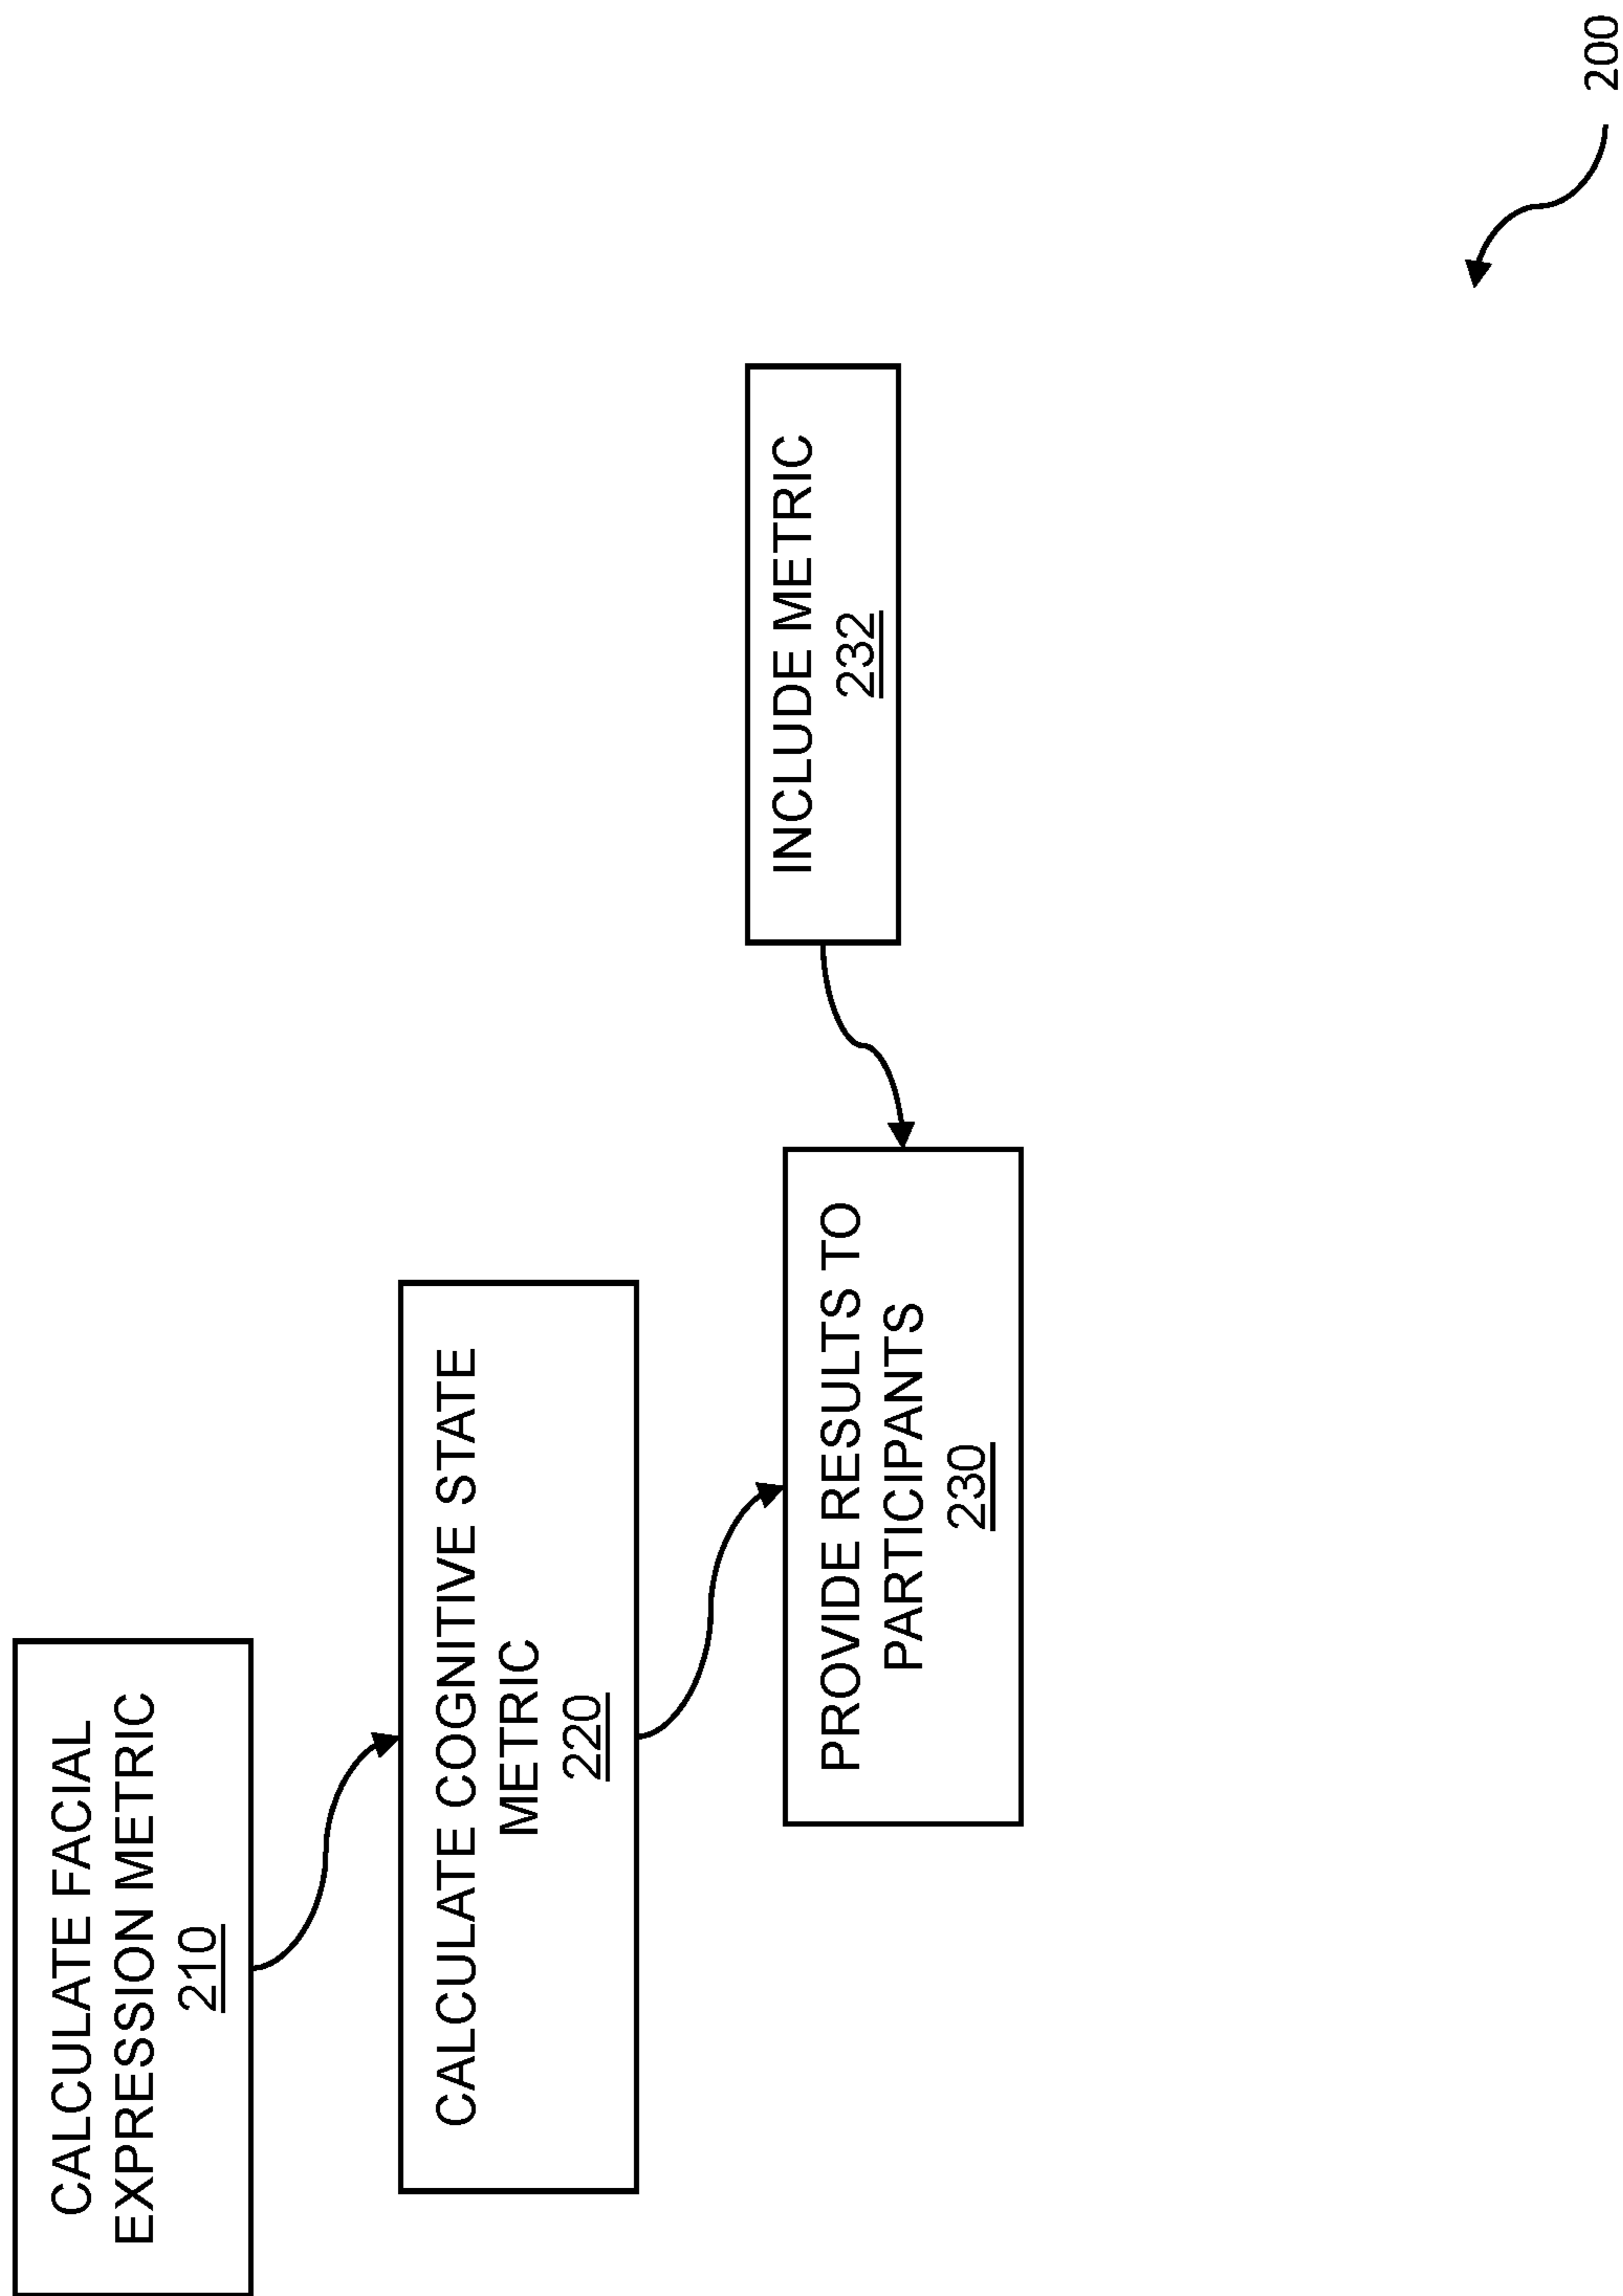 CALCULATE FACIAL
EXPRESSION METRIC
210
CALCULATE COGNITIVE STATE
METRIC
220
PROVIDE RESULTS TO
PARTICIPANTS
230
INCLUDE METRIC
232
200